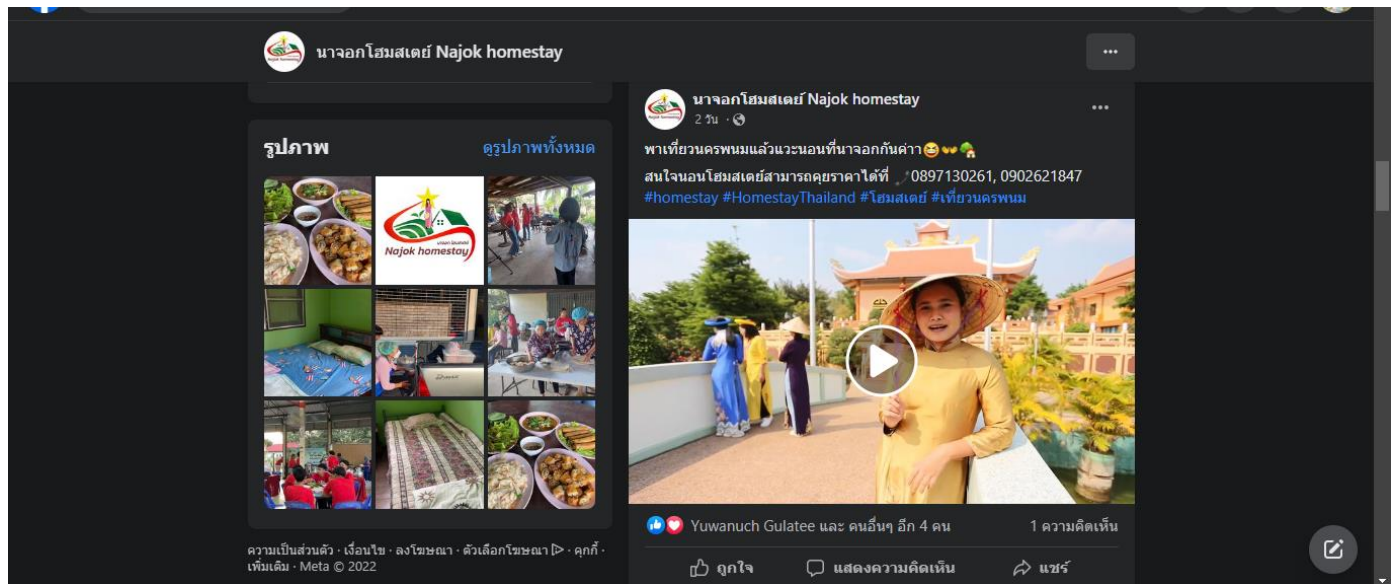 นาจอกโฮมสเตย์ Najok homestay
รูปภาพ
ดูรูปภาพทั้งหมด
Najok homestay
ความเป็นส่วนตัว · เงื่อนไข · ลงโฆษณา · ตัวเลือกโฆษณา · คุกกี้ ·
เพิ่มเติม · Meta © 2022
นาจอกโฮมสเตย์ Najok homestay
2 วัน ·
พาเที่ยวนครพนมแล้วแวะนอนที่นาจอกกันค่าา😆👐🏡
สนใจนอนโฮมสเตย์สามารถคุยราคาได้ที่ 0897130261, 0902621847
#homestay #HomestayThailand #โฮมสเตย์ #เที่ยวนครพนม
Yuwanuch Gulatee และ คนอื่นๆ อีก 4 คน
1 ความคิดเห็น
ถูกใจ
แสดงความคิดเห็น
แชร์